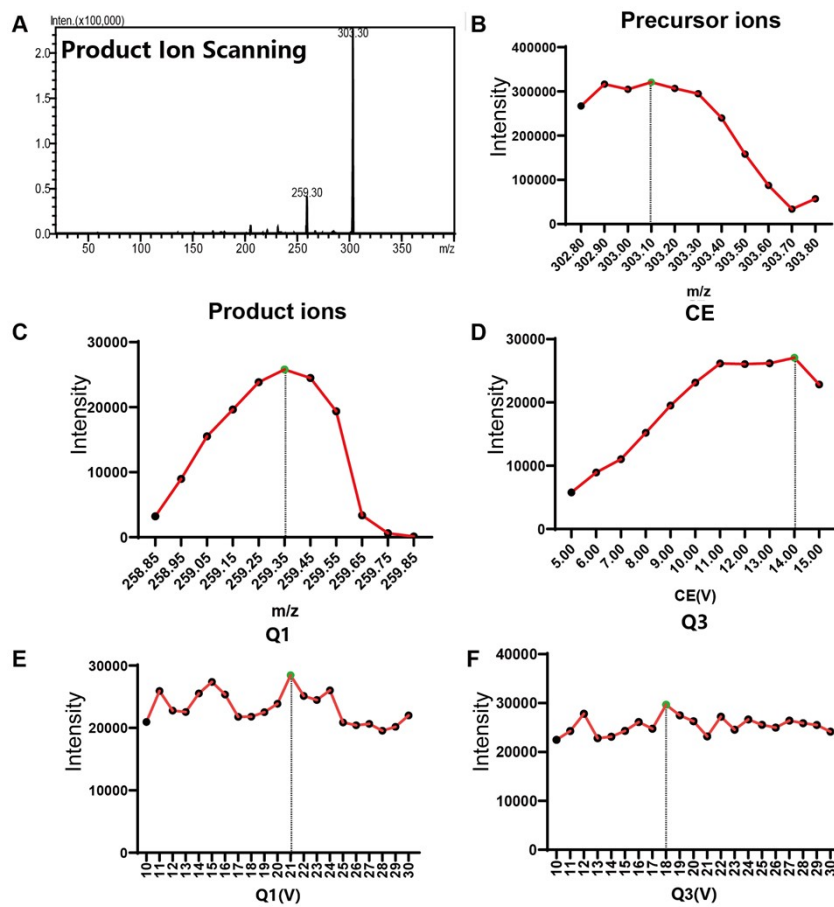 A
Inten.(x100,000)
Product Ion Scanning
303.30
259.30
2.0
1.5
1.0
0.5
0.0
50 100 150 200 250 300 350 m/z
B
Precursor ions
Intensity
400000
300000
200000
100000
0
302.80 302.90 303.00 303.10 303.20 303.30 303.40 303.50 303.60 303.70 303.80
m/z
C
Product ions
Intensity
30000
20000
10000
0
258.85 258.95 259.05 259.15 259.25 259.35 259.45 259.55 259.65 259.75 259.85
m/z
D
CE
Intensity
30000
20000
10000
0
5.00 6.00 7.00 8.00 9.00 10.00 11.00 12.00 13.00 14.00 15.00
CE(V)
E
Q1
Intensity
30000
20000
10000
0
10 11 12 13 14 15 16 17 18 19 20 21 22 23 24 25 26 27 28 29 30
Q1(V)
F
Q3
Intensity
40000
30000
20000
10000
0
10 11 12 13 14 15 16 17 18 19 20 21 22 23 24 25 26 27 28 29 30
Q3(V)